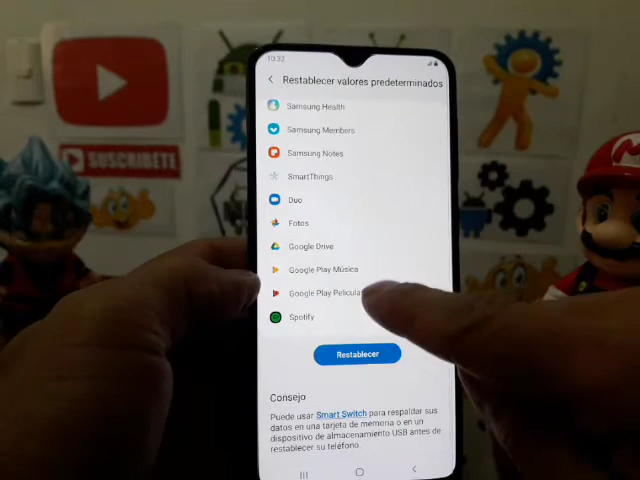 10:32
Restablecer valores predeterminados
Samsung Health
Samsung Members
SUSCRIBETE
Samsung Notes
SmartThings
Duo
Fotos
Google Drive
Google Play Música
Google Play Películas
Spotify
Restablecer
Consejo
Puede usar Smart Switch para respaldar sus
datos en una tarjeta de memoria o en un
dispositivo de almacenamiento USB antes de
restablecer su teléfono.